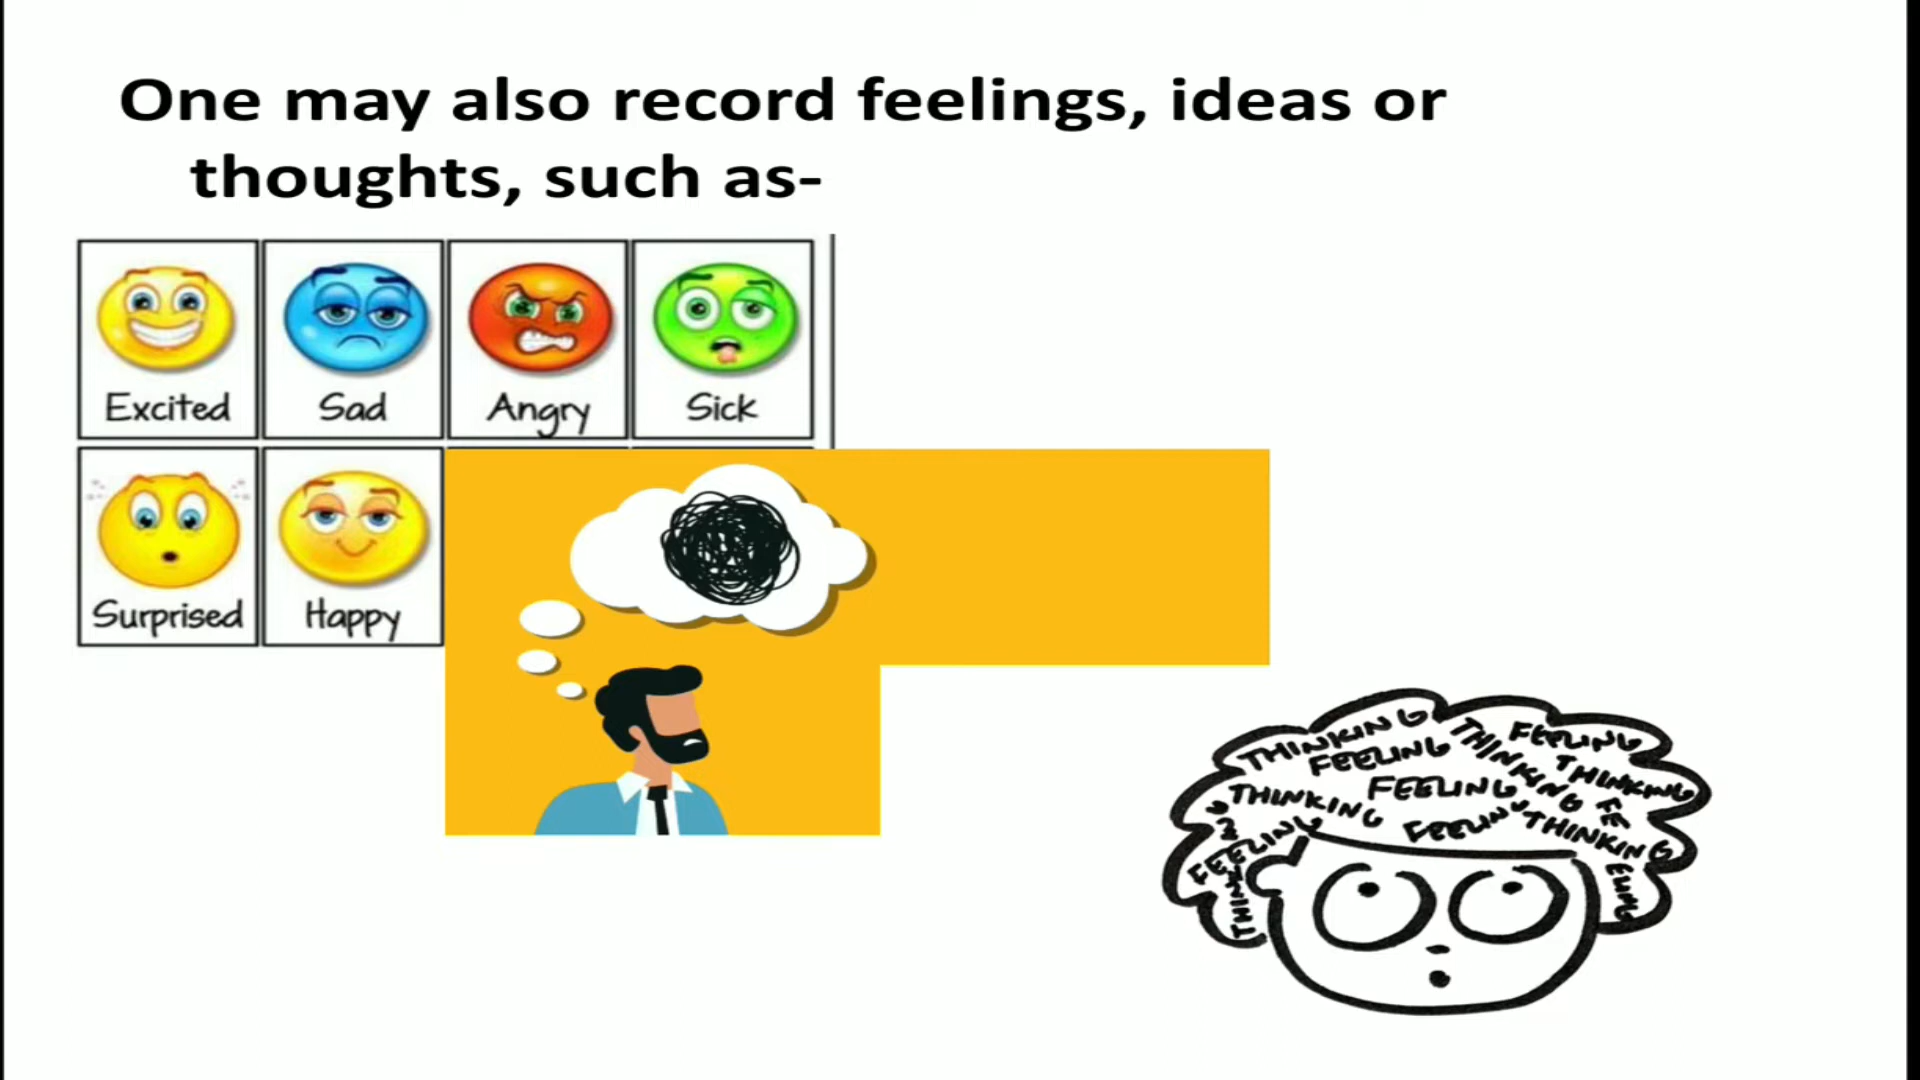 One may also record feelings, ideas or
thoughts, such as-
Excited Sad Angry Sick
Surprised Happy
THINKING
FEELING
THINKING
FEELING
THINKING
FEELING
THINKING
FEELING
THINKING
FEELING